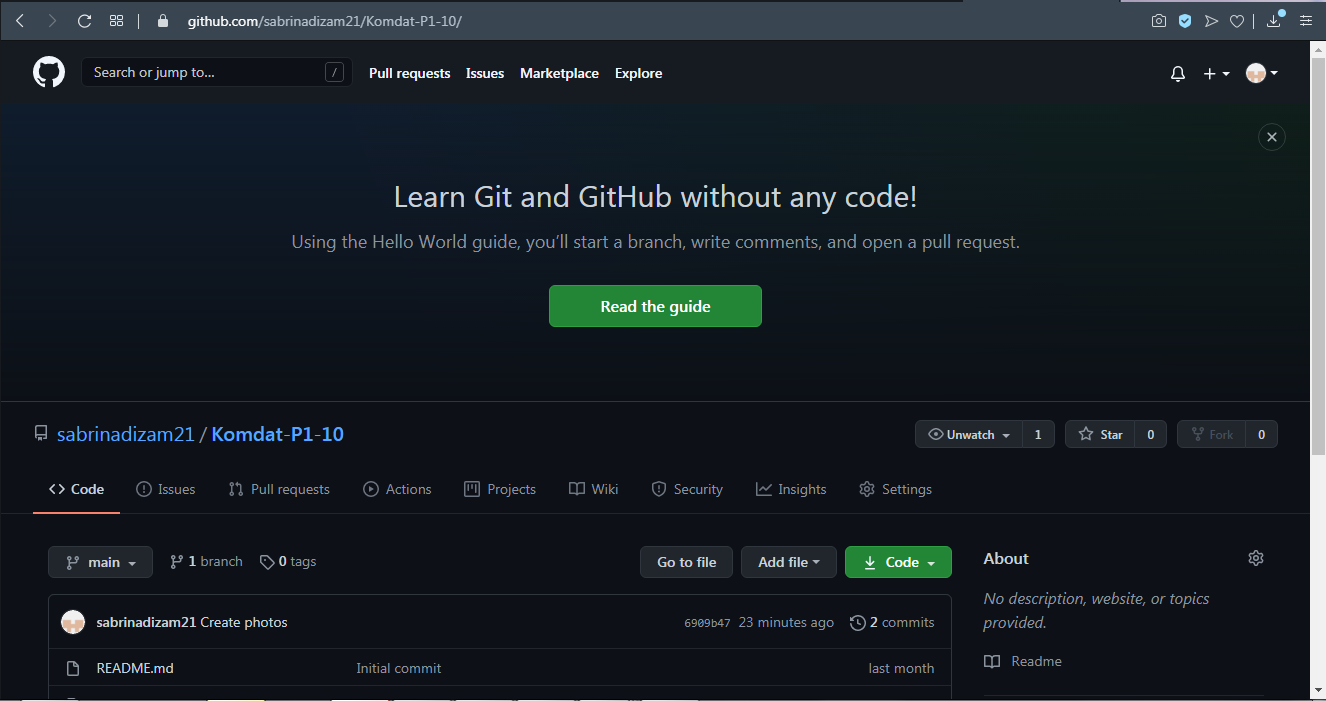 github.com/sabrinadizam21/Komdat-P1-10/
Search or jump to... / Pull requests Issues Marketplace Explore
Learn Git and GitHub without any code!
Using the Hello World guide, you’ll start a branch, write comments, and open a pull request.
Read the guide
sabrinadizam21 / Komdat-P1-10 Unwatch 1 Star 0 Fork 0
Code Issues Pull requests Actions Projects Wiki Security Insights Settings
main 1 branch 0 tags Go to file Add file Code About
sabrinadizam21 Create photos 6909b47 23 minutes ago 2 commits
No description, website, or topics
provided.
README.md Initial commit last month
Readme